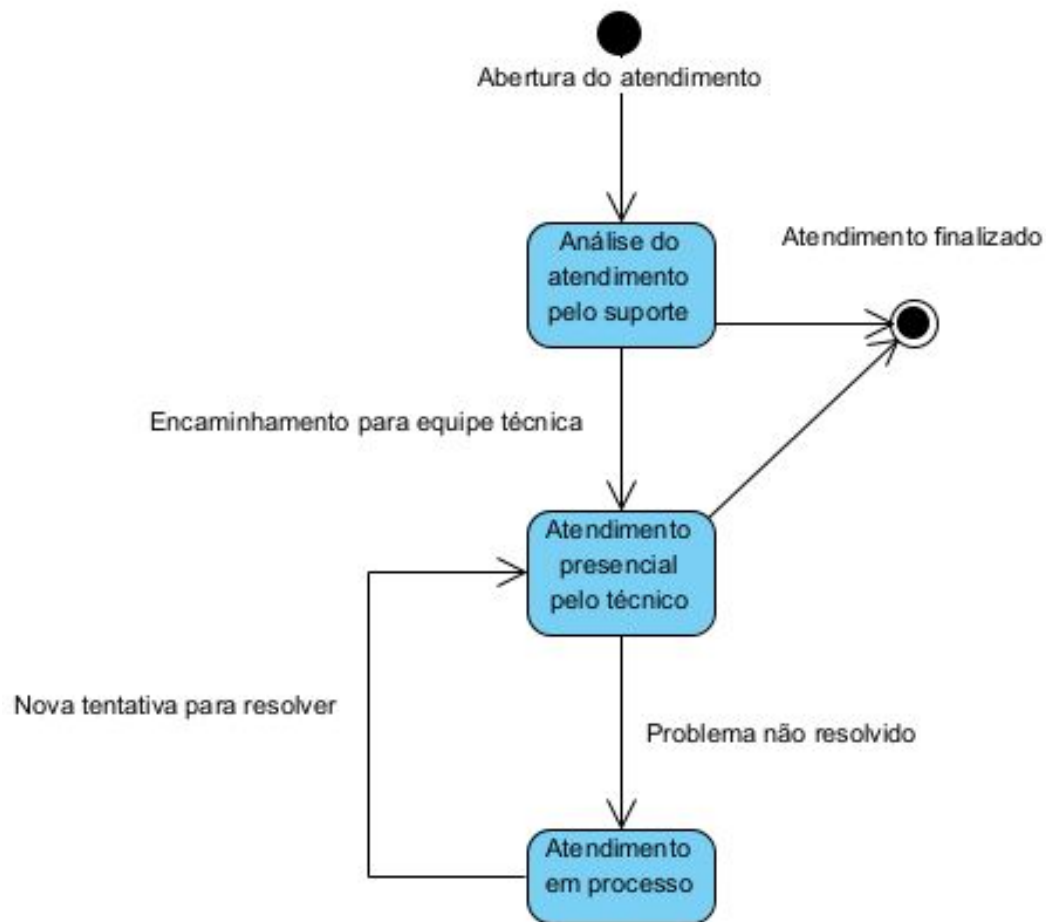 Abertura do atendimento
Análise do
atendimento
pelo suporte
Atendimento finalizado
Encaminhamento para equipe técnica
Atendimento
presencial
pelo técnico
Nova tentativa para resolver
Problema não resolvido
Atendimento
em processo